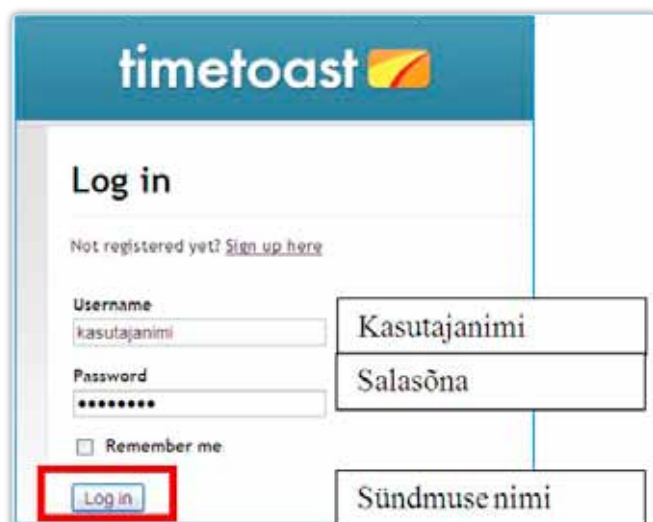 timetoast
Log in
Not registered yet? Sign up here
Username
kasutajanimi
Kasutajanimi
Password
••••••••
Salasõna
Remember me
Log in
Sündmuse nimi